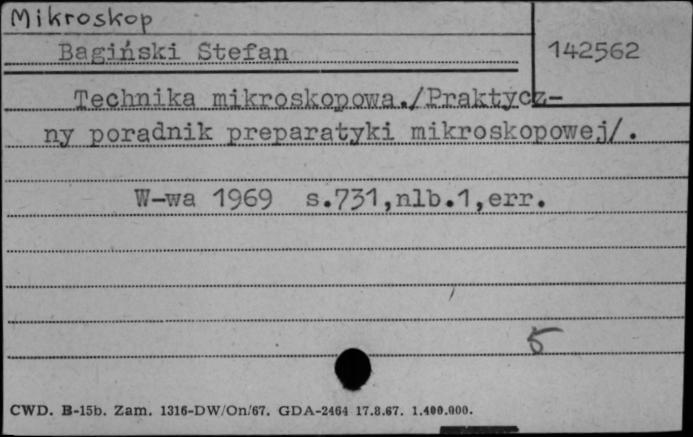 Mikroskop
Bagiński Stefan
142562
Technika mikroskopowa./Praktycz-
ny poradnik preparatyki mikroskopowej/.
W-wa 1969 s.731,nlb.1,err.
5
CWD. B-15b. Zam. 1316-DW/On/67. GDA-2464 17.8.67. 1.400.000.